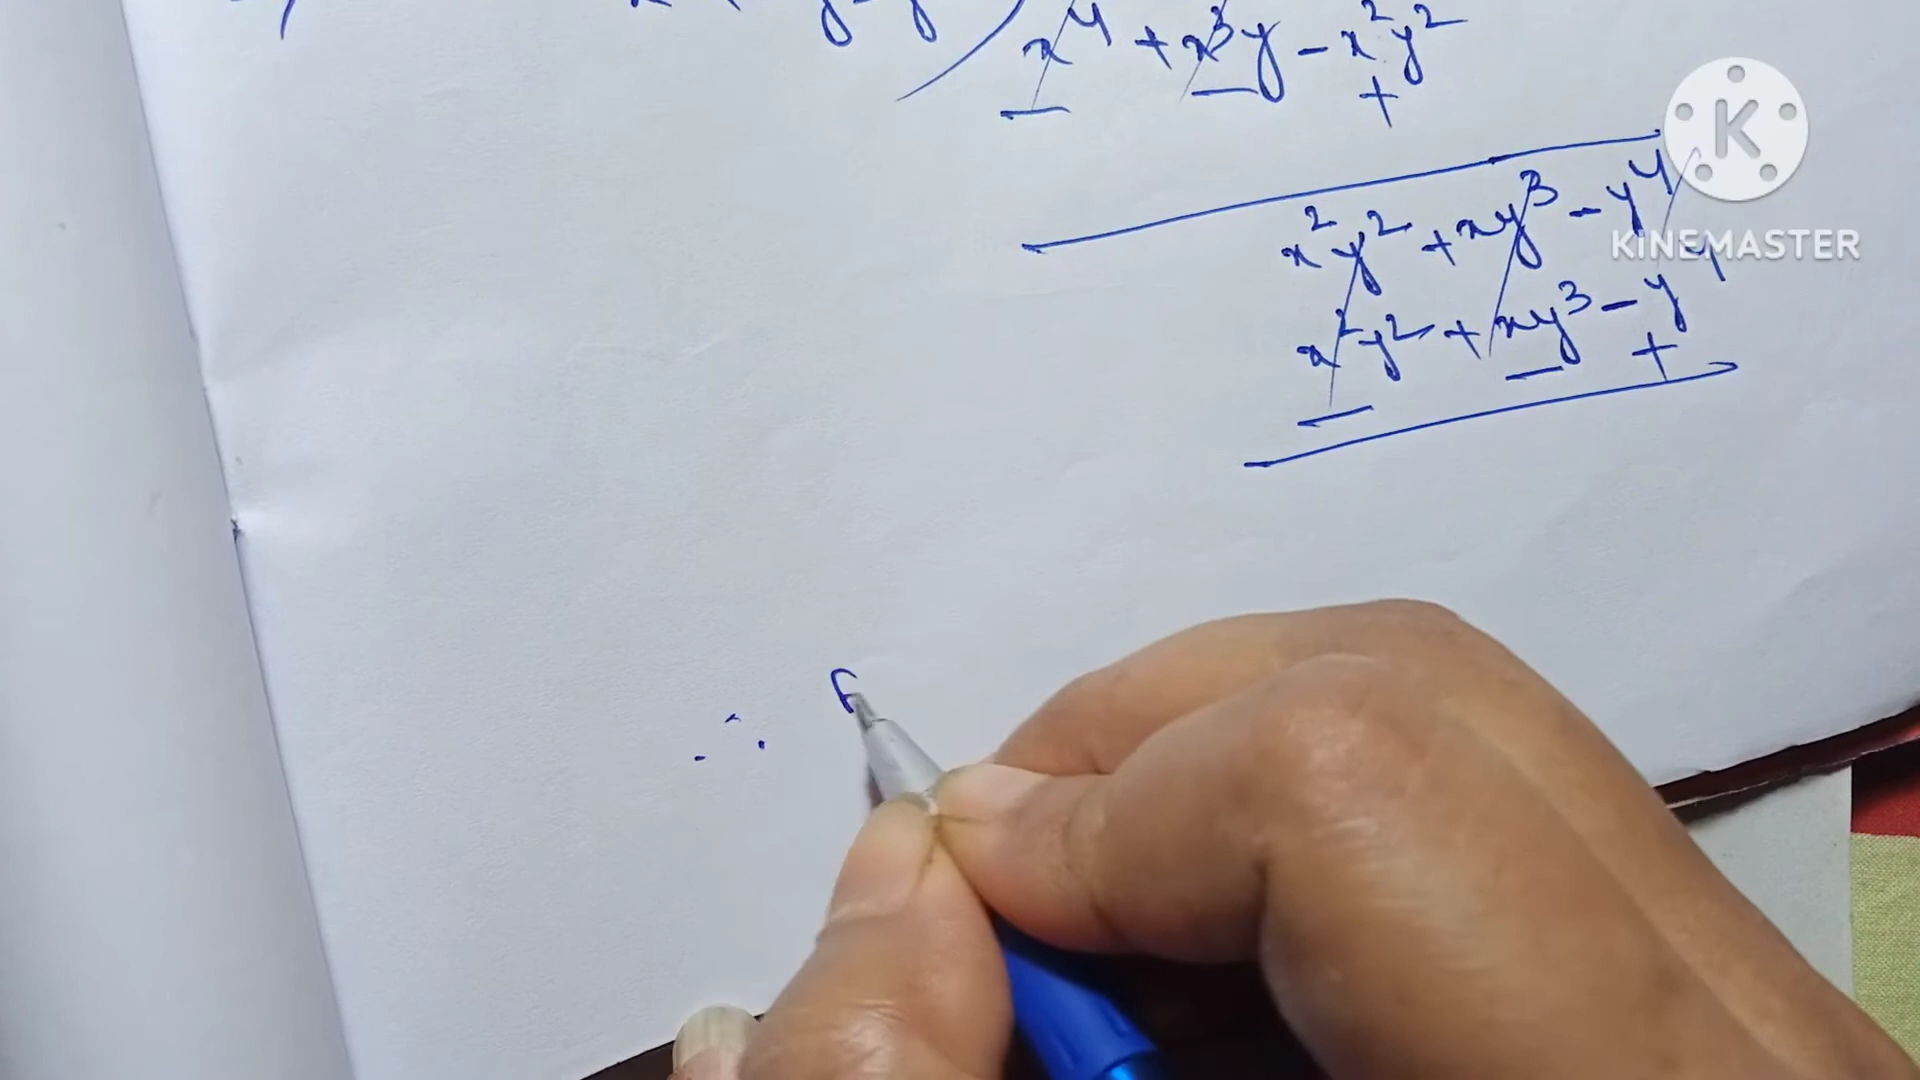 x⁴ + x³y - x²y²
- - +
K
x²y² + xy³ - y⁴
KINEMASTER
x²y² + xy³ - y⁴
- - +
∴